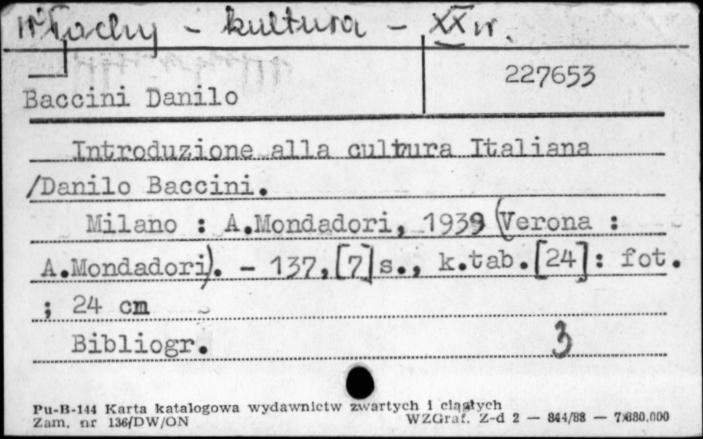 Włochy - kultura - XX w.
227653
Baccini Danilo
Introduzione alla cultura Italiana
/Danilo Baccini.
Milano : A.Mondadori, 1939 (Verona :
A.Mondadori). - 137,[7]s., k.tab.[24]: fot.
; 24 cm
Bibliogr.
3
Pu-B-144 Karta katalogowa wydawnictw zwartych i ciągłych
Zam. nr 136/DW/ON WZGraf. Z-d 2 — 844/88 — 7.680.000